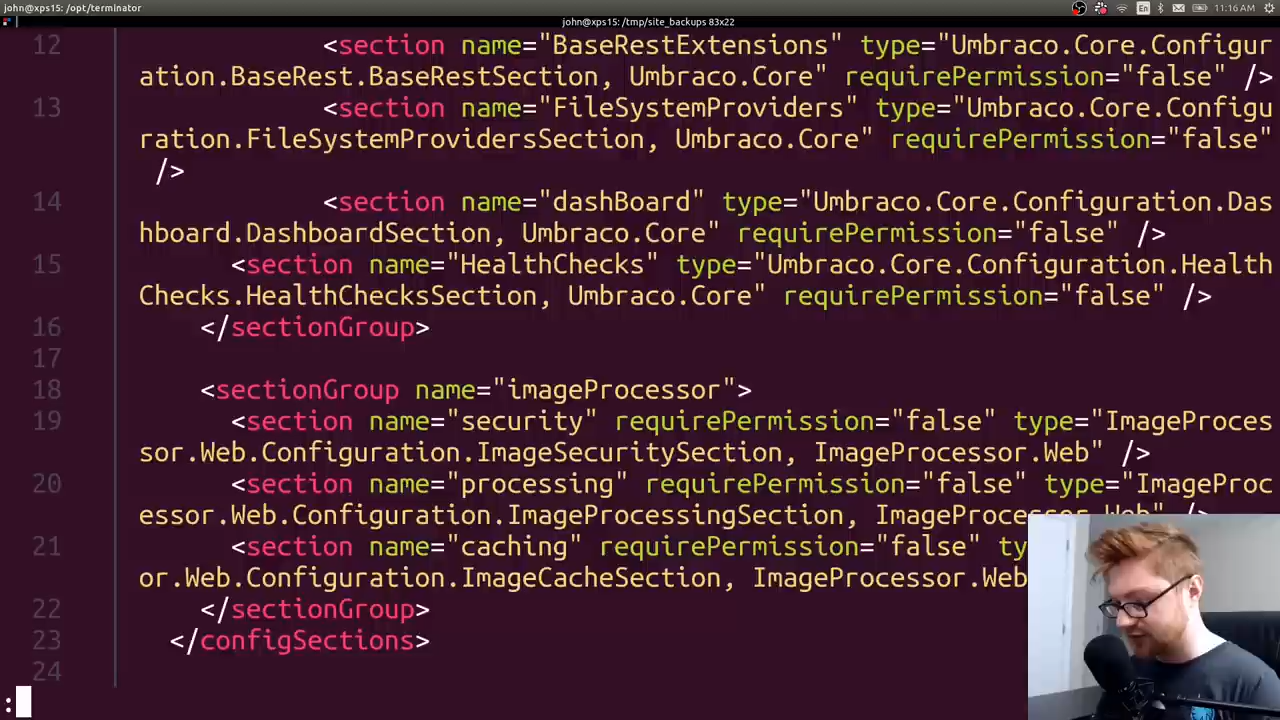 john@xps15: /opt/terminator
En
11:16 AM
john@xps15: /tmp/site_backups 83x22
12 <section name="BaseRestExtensions" type="Umbraco.Core.Configur
ation.BaseRest.BaseRestSection, Umbraco.Core" requirePermission="false" />
13 <section name="FileSystemProviders" type="Umbraco.Core.Configu
ration.FileSystemProvidersSection, Umbraco.Core" requirePermission="false"
/>
14 <section name="dashBoard" type="Umbraco.Core.Configuration.Das
hboard.DashboardSection, Umbraco.Core" requirePermission="false" />
15 <section name="HealthChecks" type="Umbraco.Core.Configuration.Health
Checks.HealthChecksSection, Umbraco.Core" requirePermission="false" />
16 </sectionGroup>
17
18 <sectionGroup name="imageProcessor">
19 <section name="security" requirePermission="false" type="ImageProces
sor.Web.Configuration.ImageSecuritySection, ImageProcessor.Web" />
20 <section name="processing" requirePermission="false" type="ImageProc
essor.Web.Configuration.ImageProcessingSection, ImageProcessor.Web" />
21 <section name="caching" requirePermission="false" ty
or.Web.Configuration.ImageCacheSection, ImageProcessor.Web
22 </sectionGroup>
23 </configSections>
24
: